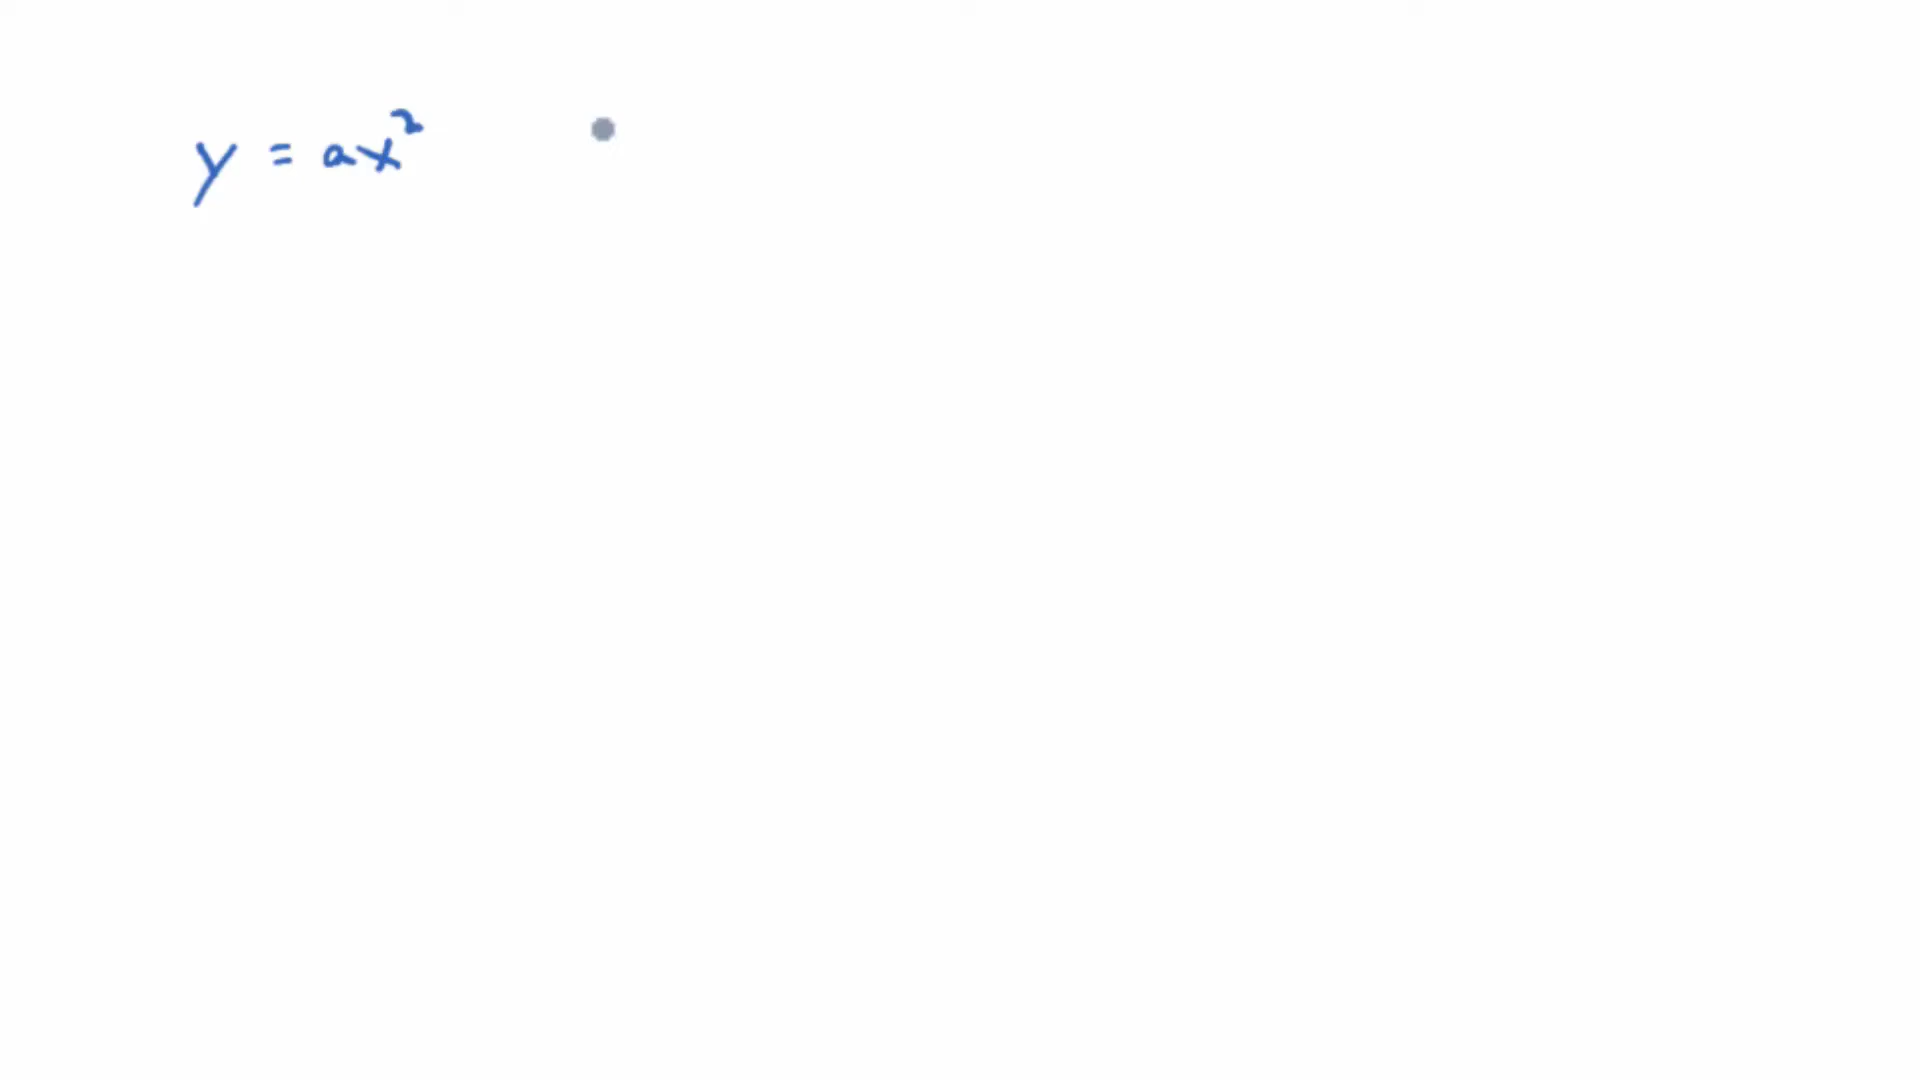 y = ax²